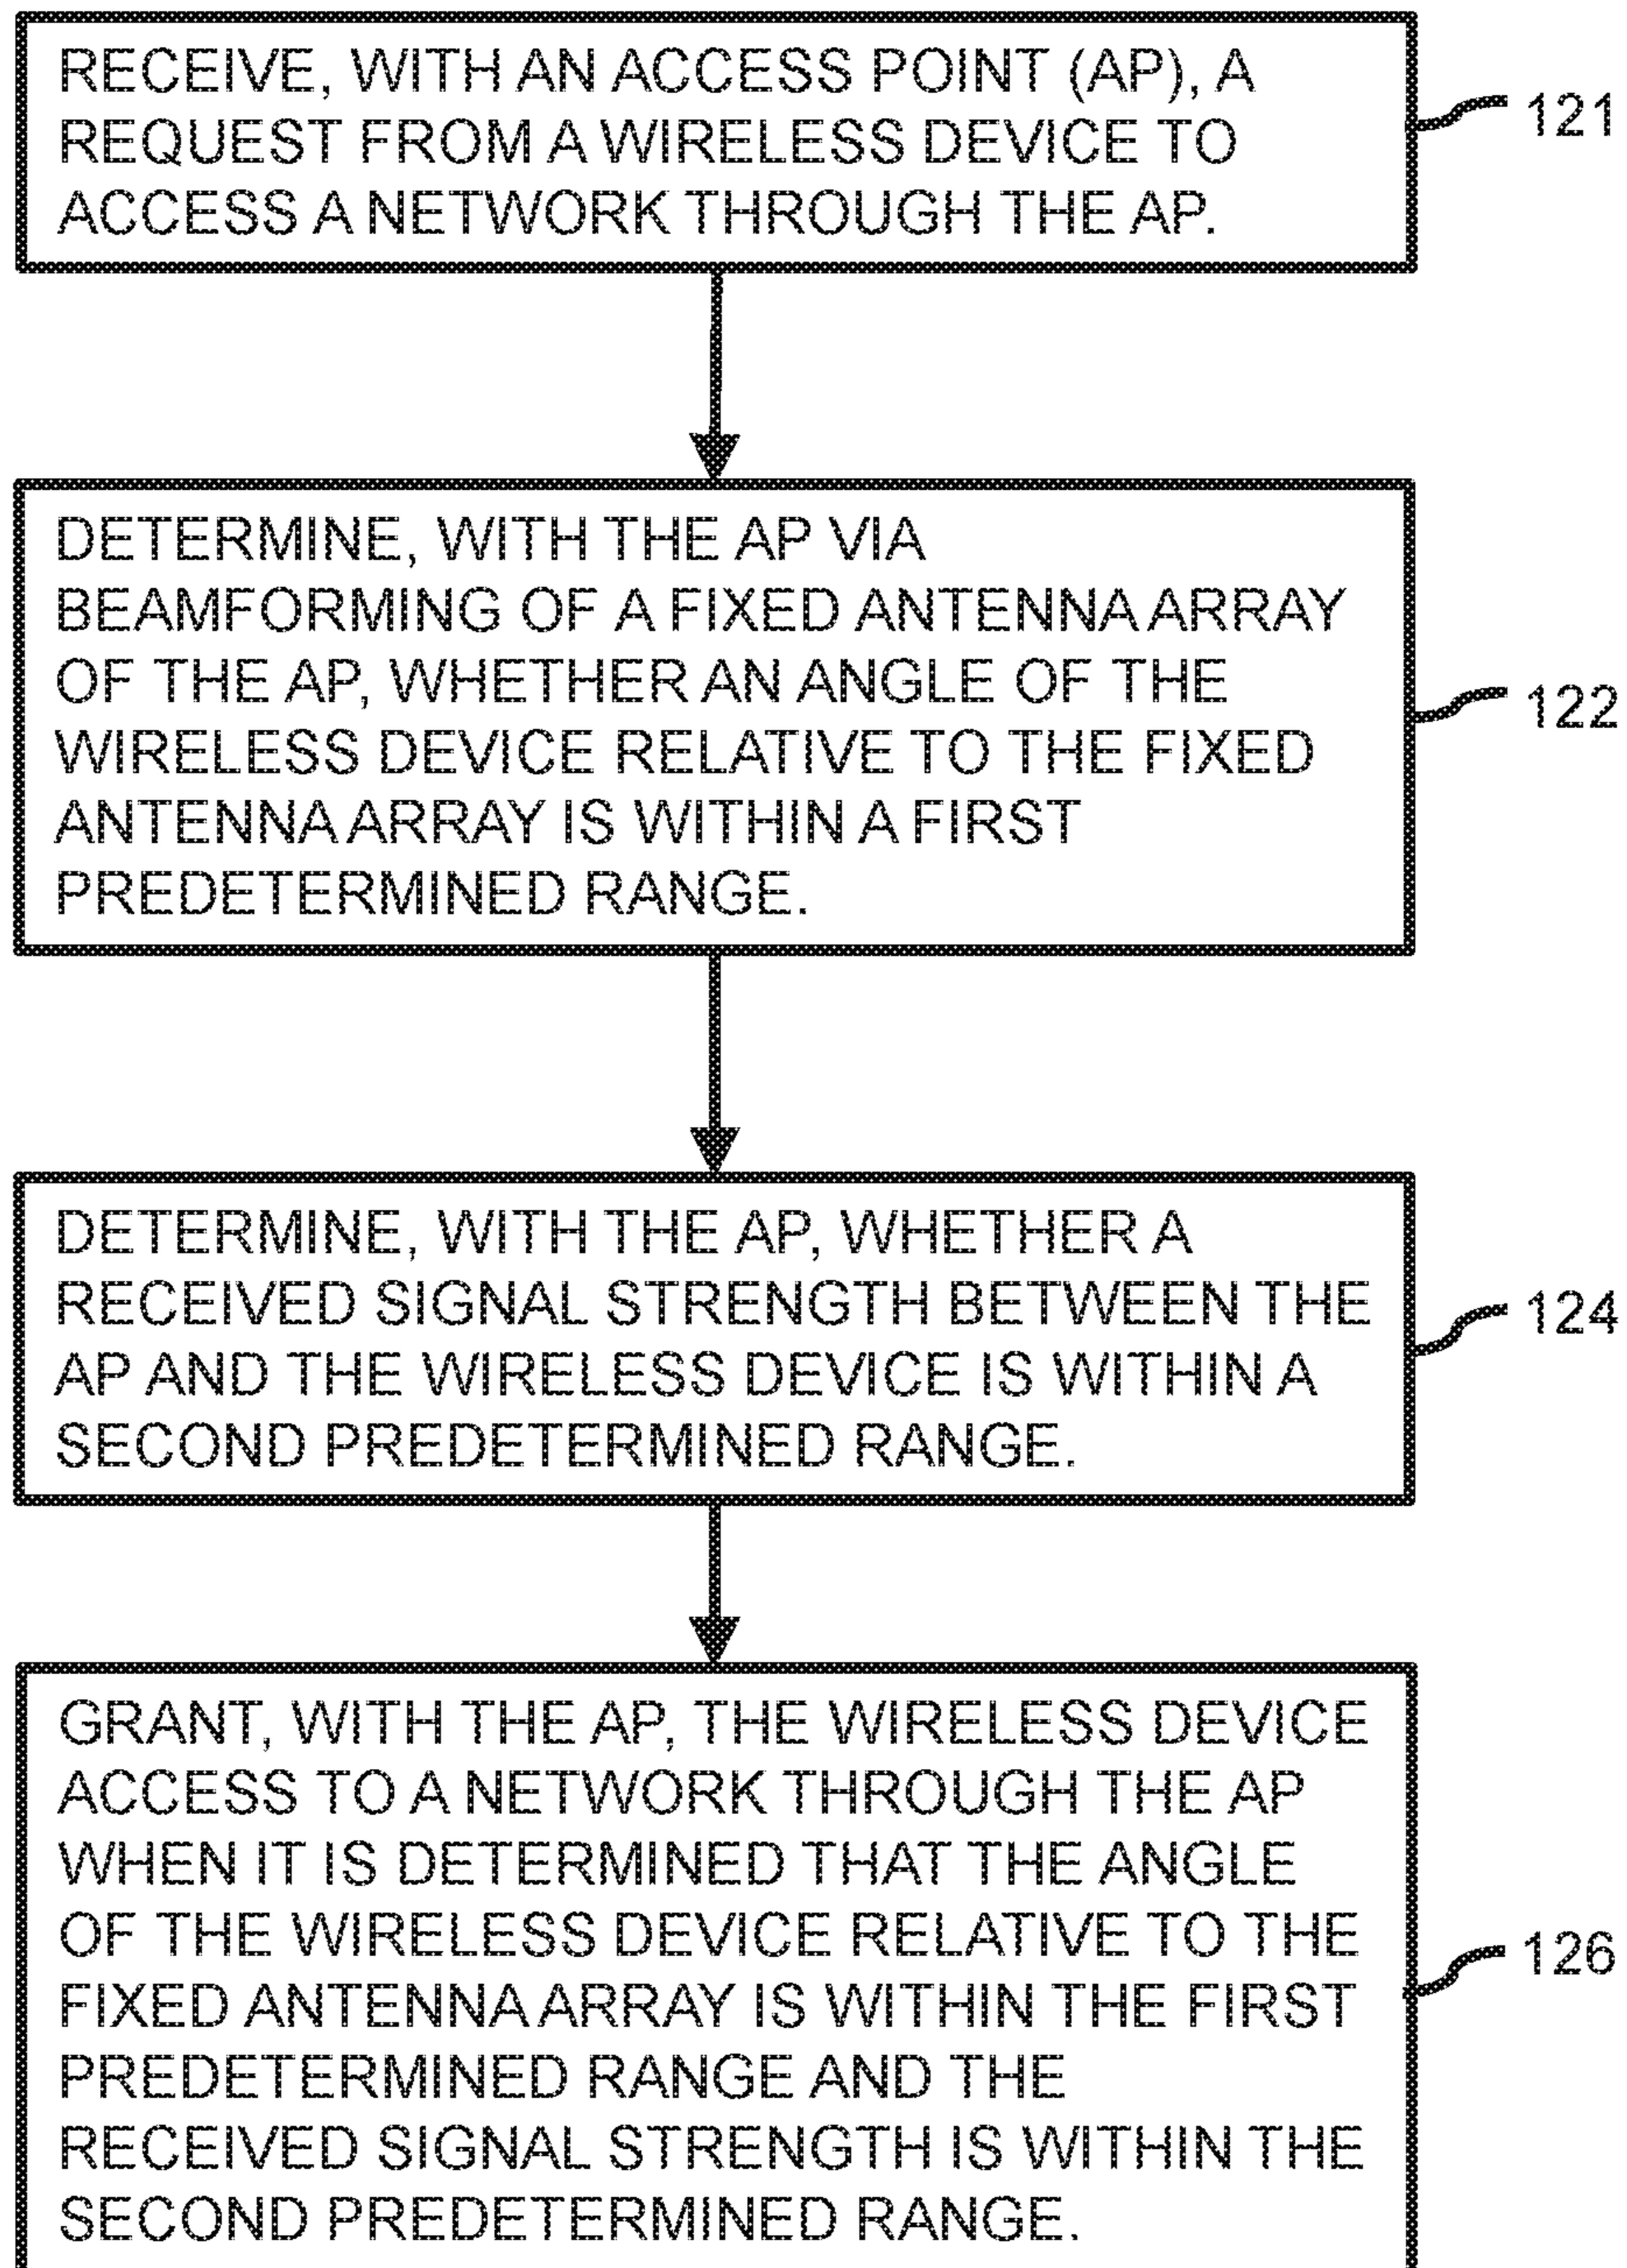 RECEIVE, WITH AN ACCESS POINT (AP), A
REQUEST FROM A WIRELESS DEVICE TO
ACCESS A NETWORK THROUGH THE AP.
121
DETERMINE, WITH THE AP VIA
BEAMFORMING OF A FIXED ANTENNA ARRAY
OF THE AP, WHETHER AN ANGLE OF THE
WIRELESS DEVICE RELATIVE TO THE FIXED
ANTENNA ARRAY IS WITHIN A FIRST
PREDETERMINED RANGE.
122
DETERMINE, WITH THE AP, WHETHER A
RECEIVED SIGNAL STRENGTH BETWEEN THE
AP AND THE WIRELESS DEVICE IS WITHIN A
SECOND PREDETERMINED RANGE.
124
GRANT, WITH THE AP, THE WIRELESS DEVICE
ACCESS TO A NETWORK THROUGH THE AP
WHEN IT IS DETERMINED THAT THE ANGLE
OF THE WIRELESS DEVICE RELATIVE TO THE
FIXED ANTENNA ARRAY IS WITHIN THE FIRST
PREDETERMINED RANGE AND THE
RECEIVED SIGNAL STRENGTH IS WITHIN THE
SECOND PREDETERMINED RANGE.
126